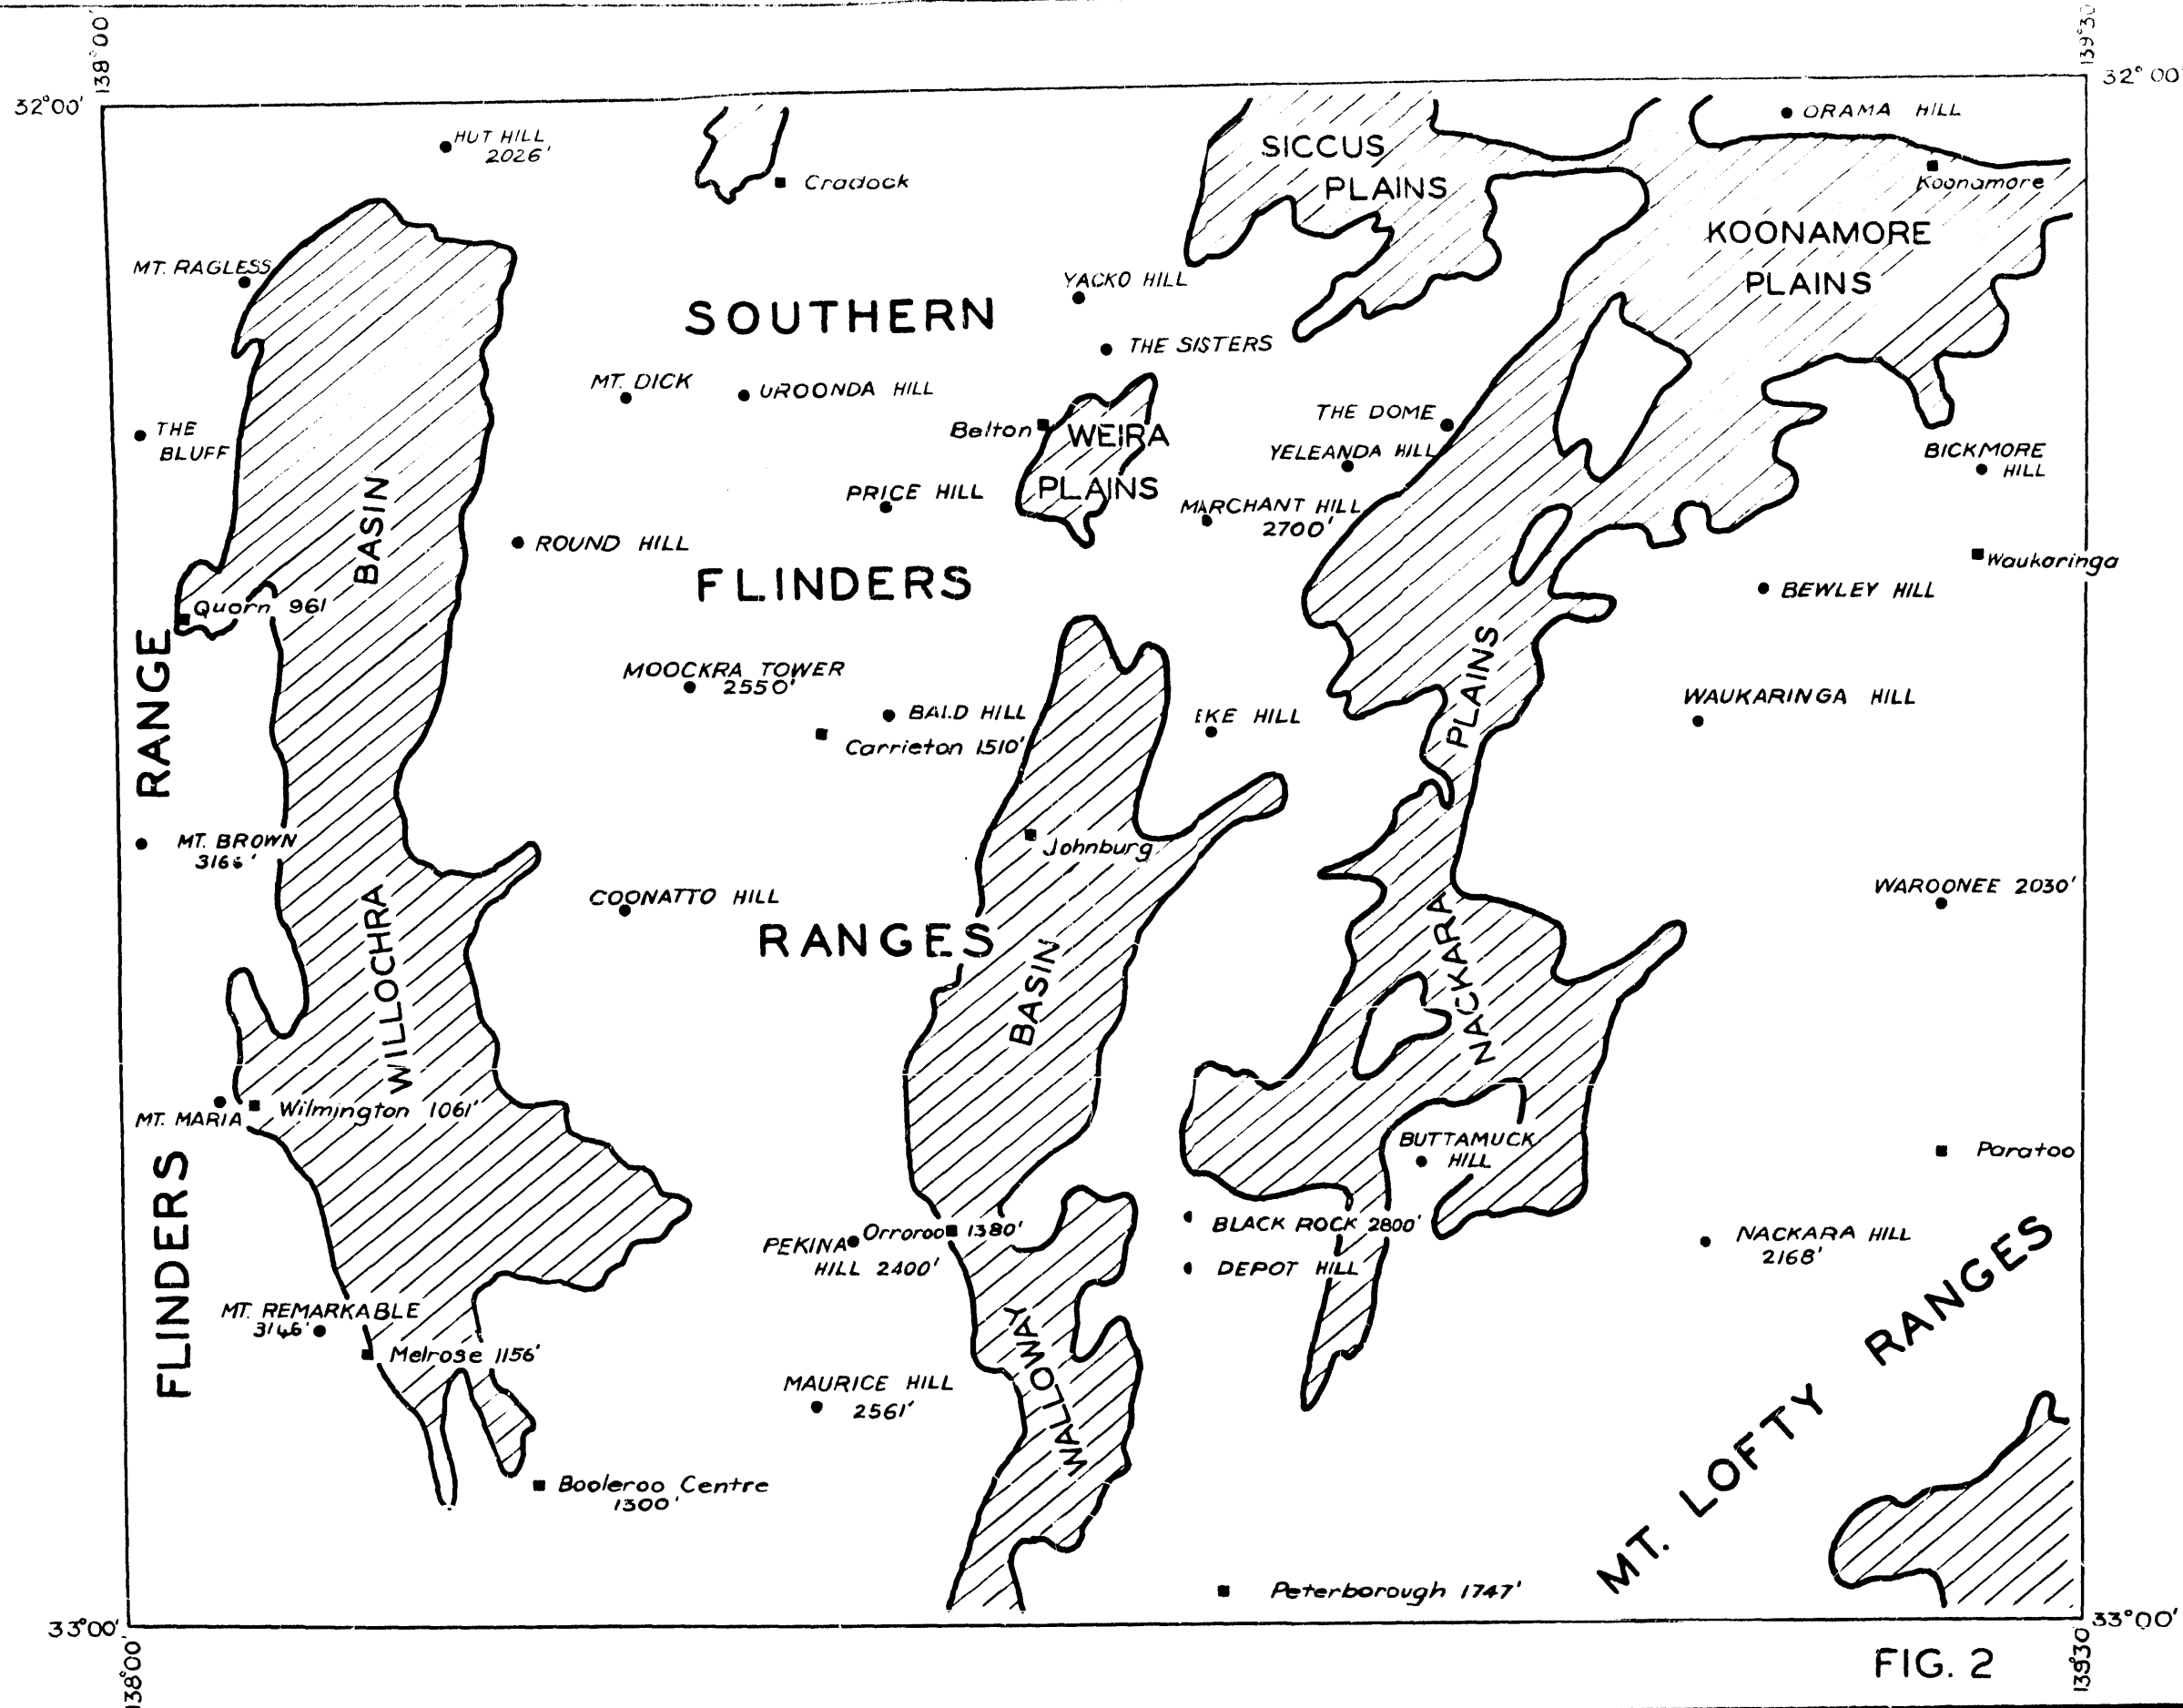 138°00'
139°30'
32°00'
32°00'
HUT HILL
2026'
ORAMA HILL
SICCUS
PLAINS
Cradock
Koonamore
KOONAMORE
PLAINS
MT. RAGLESS
YACKO HILL
SOUTHERN
THE SISTERS
MT. DICK
UROONDA HILL
THE DOME
THE
BLUFF
Belton
WEIRA
PLAINS
YELEANDA HILL
BICKMORE
HILL
PRICE HILL
MARCHANT HILL
2700'
BASIN
ROUND HILL
Waukaringa
FLINDERS
BEWLEY HILL
Quorn 961
RANGE
PLAINS
MOOCKRA TOWER
2550'
BALD HILL
EKE HILL
WAUKARINGA HILL
Carrieton 1510'
MT. BROWN
Johnburg
COONATTO HILL
WAROONEE 2030'
RANGES
WILLOCHRA
BASIN
NACKARA
MT. MARIA
Wilmington 1061'
BUTTAMUCK
HILL
Paratoo
FLINDERS
Orroroo 1380'
PEKINA
HILL 2400'
BLACK ROCK 2800'
DEPOT HILL
NACKARA HILL
2168'
MT. REMARKABLE
3146'
Melrose 1156'
WALLOWAY
MAURICE HILL
2561'
MT. LOFTY RANGES
Booleroo Centre
1300'
Peterborough 1747'
33°00'
33°00'
138°00
139°30
FIG. 2